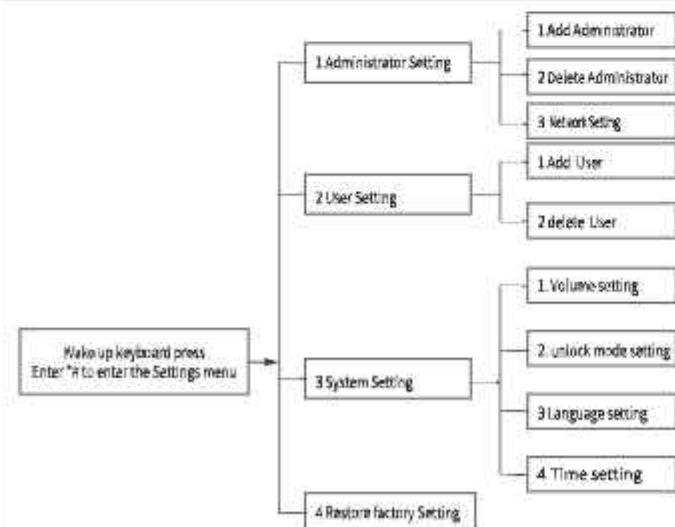 Wake up keyboard press
Enter *# to enter the Settings menu
1 Administrator Setting
1 Add Administrator
2 Delete Administrator
3 Network Setting
2 User Setting
1 Add User
2 delete User
3 System Setting
1. Volume setting
2. unlock mode setting
3 Language setting
4 Time setting
4 Restore factory Setting